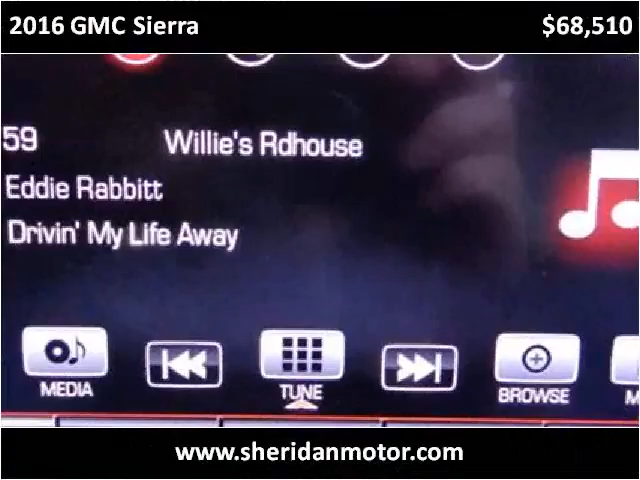 2016 GMC Sierra $68,510
59 Willie's Rdhouse
Eddie Rabbitt
Drivin' My Life Away
MEDIA TUNE BROWSE M
www.sheridanmotor.com